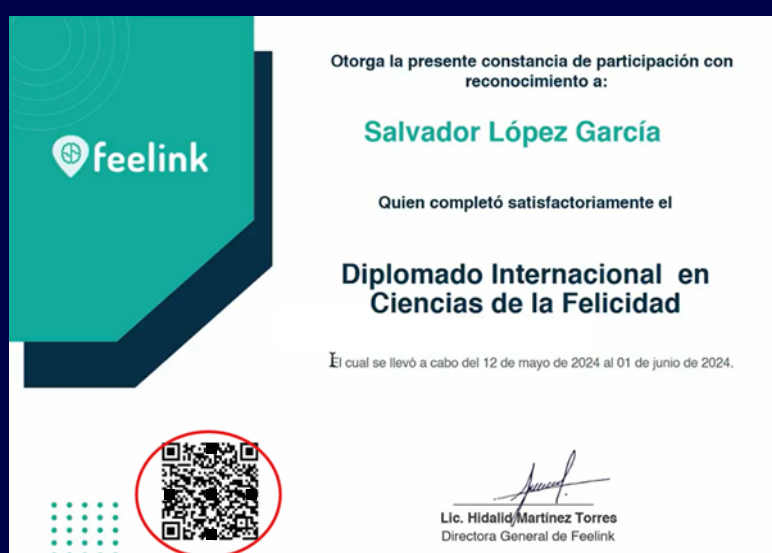 feelink
Otorga la presente constancia de participación con
reconocimiento a:
Salvador López García
Quien completó satisfactoriamente el
Diplomado Internacional en
Ciencias de la Felicidad
El cual se llevó a cabo del 12 de mayo de 2024 al 01 de junio de 2024.
Lic. Hidalid Martínez Torres
Directora General de Feelink